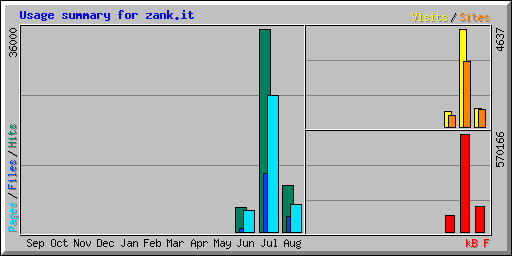 Usage summary for zank.it
Visits/Sites
36000
4637
Pages/Files/Hits
570166
Sep Oct Nov Dec Jan Feb Mar Apr May Jun Jul Aug
kB F